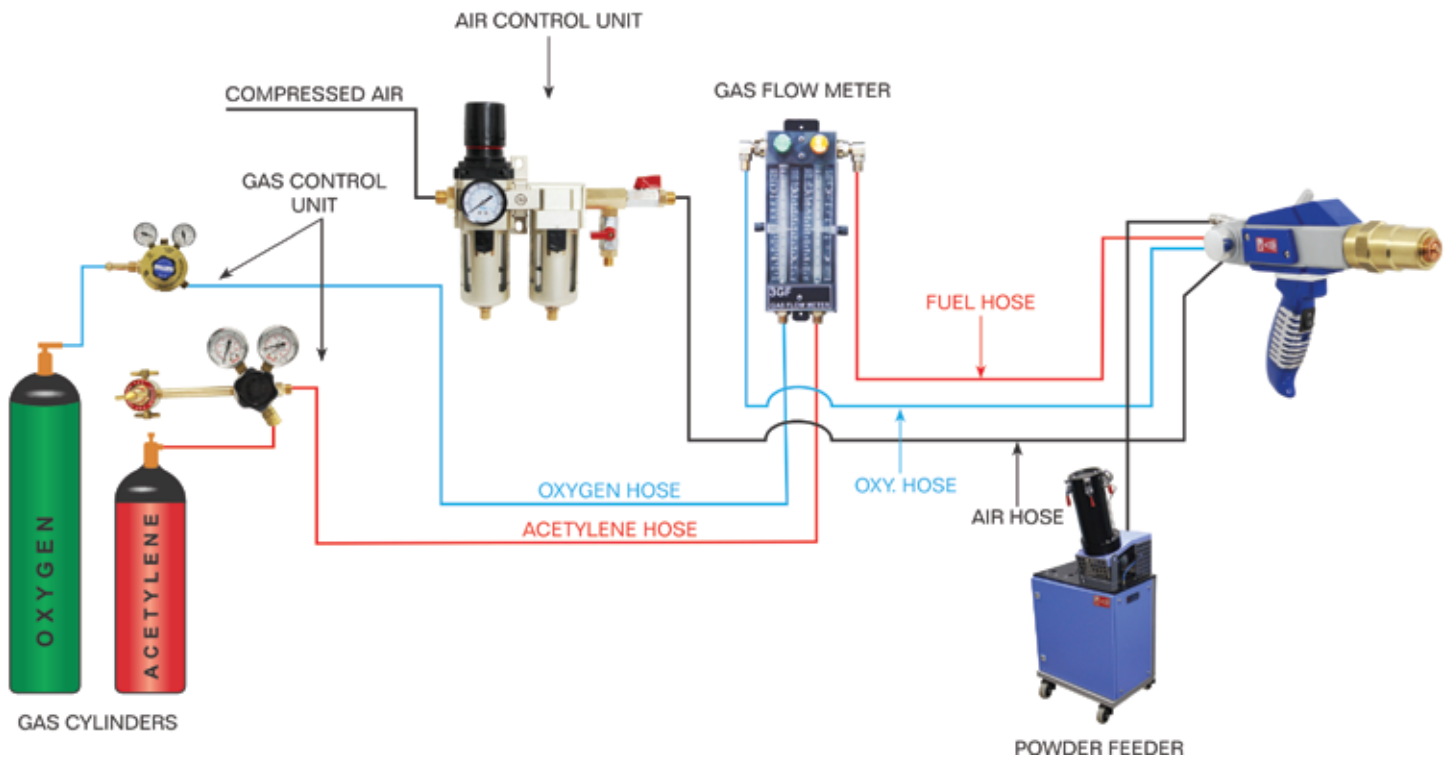 AIR CONTROL UNIT
COMPRESSED AIR
GAS FLOW METER
GAS CONTROL
UNIT
3GF
GAS FLOW METER
FUEL HOSE
OXYGEN HOSE
OXY. HOSE
ACETYLENE HOSE
AIR HOSE
OXYGEN
ACETYLENE
GAS CYLINDERS
POWDER FEEDER